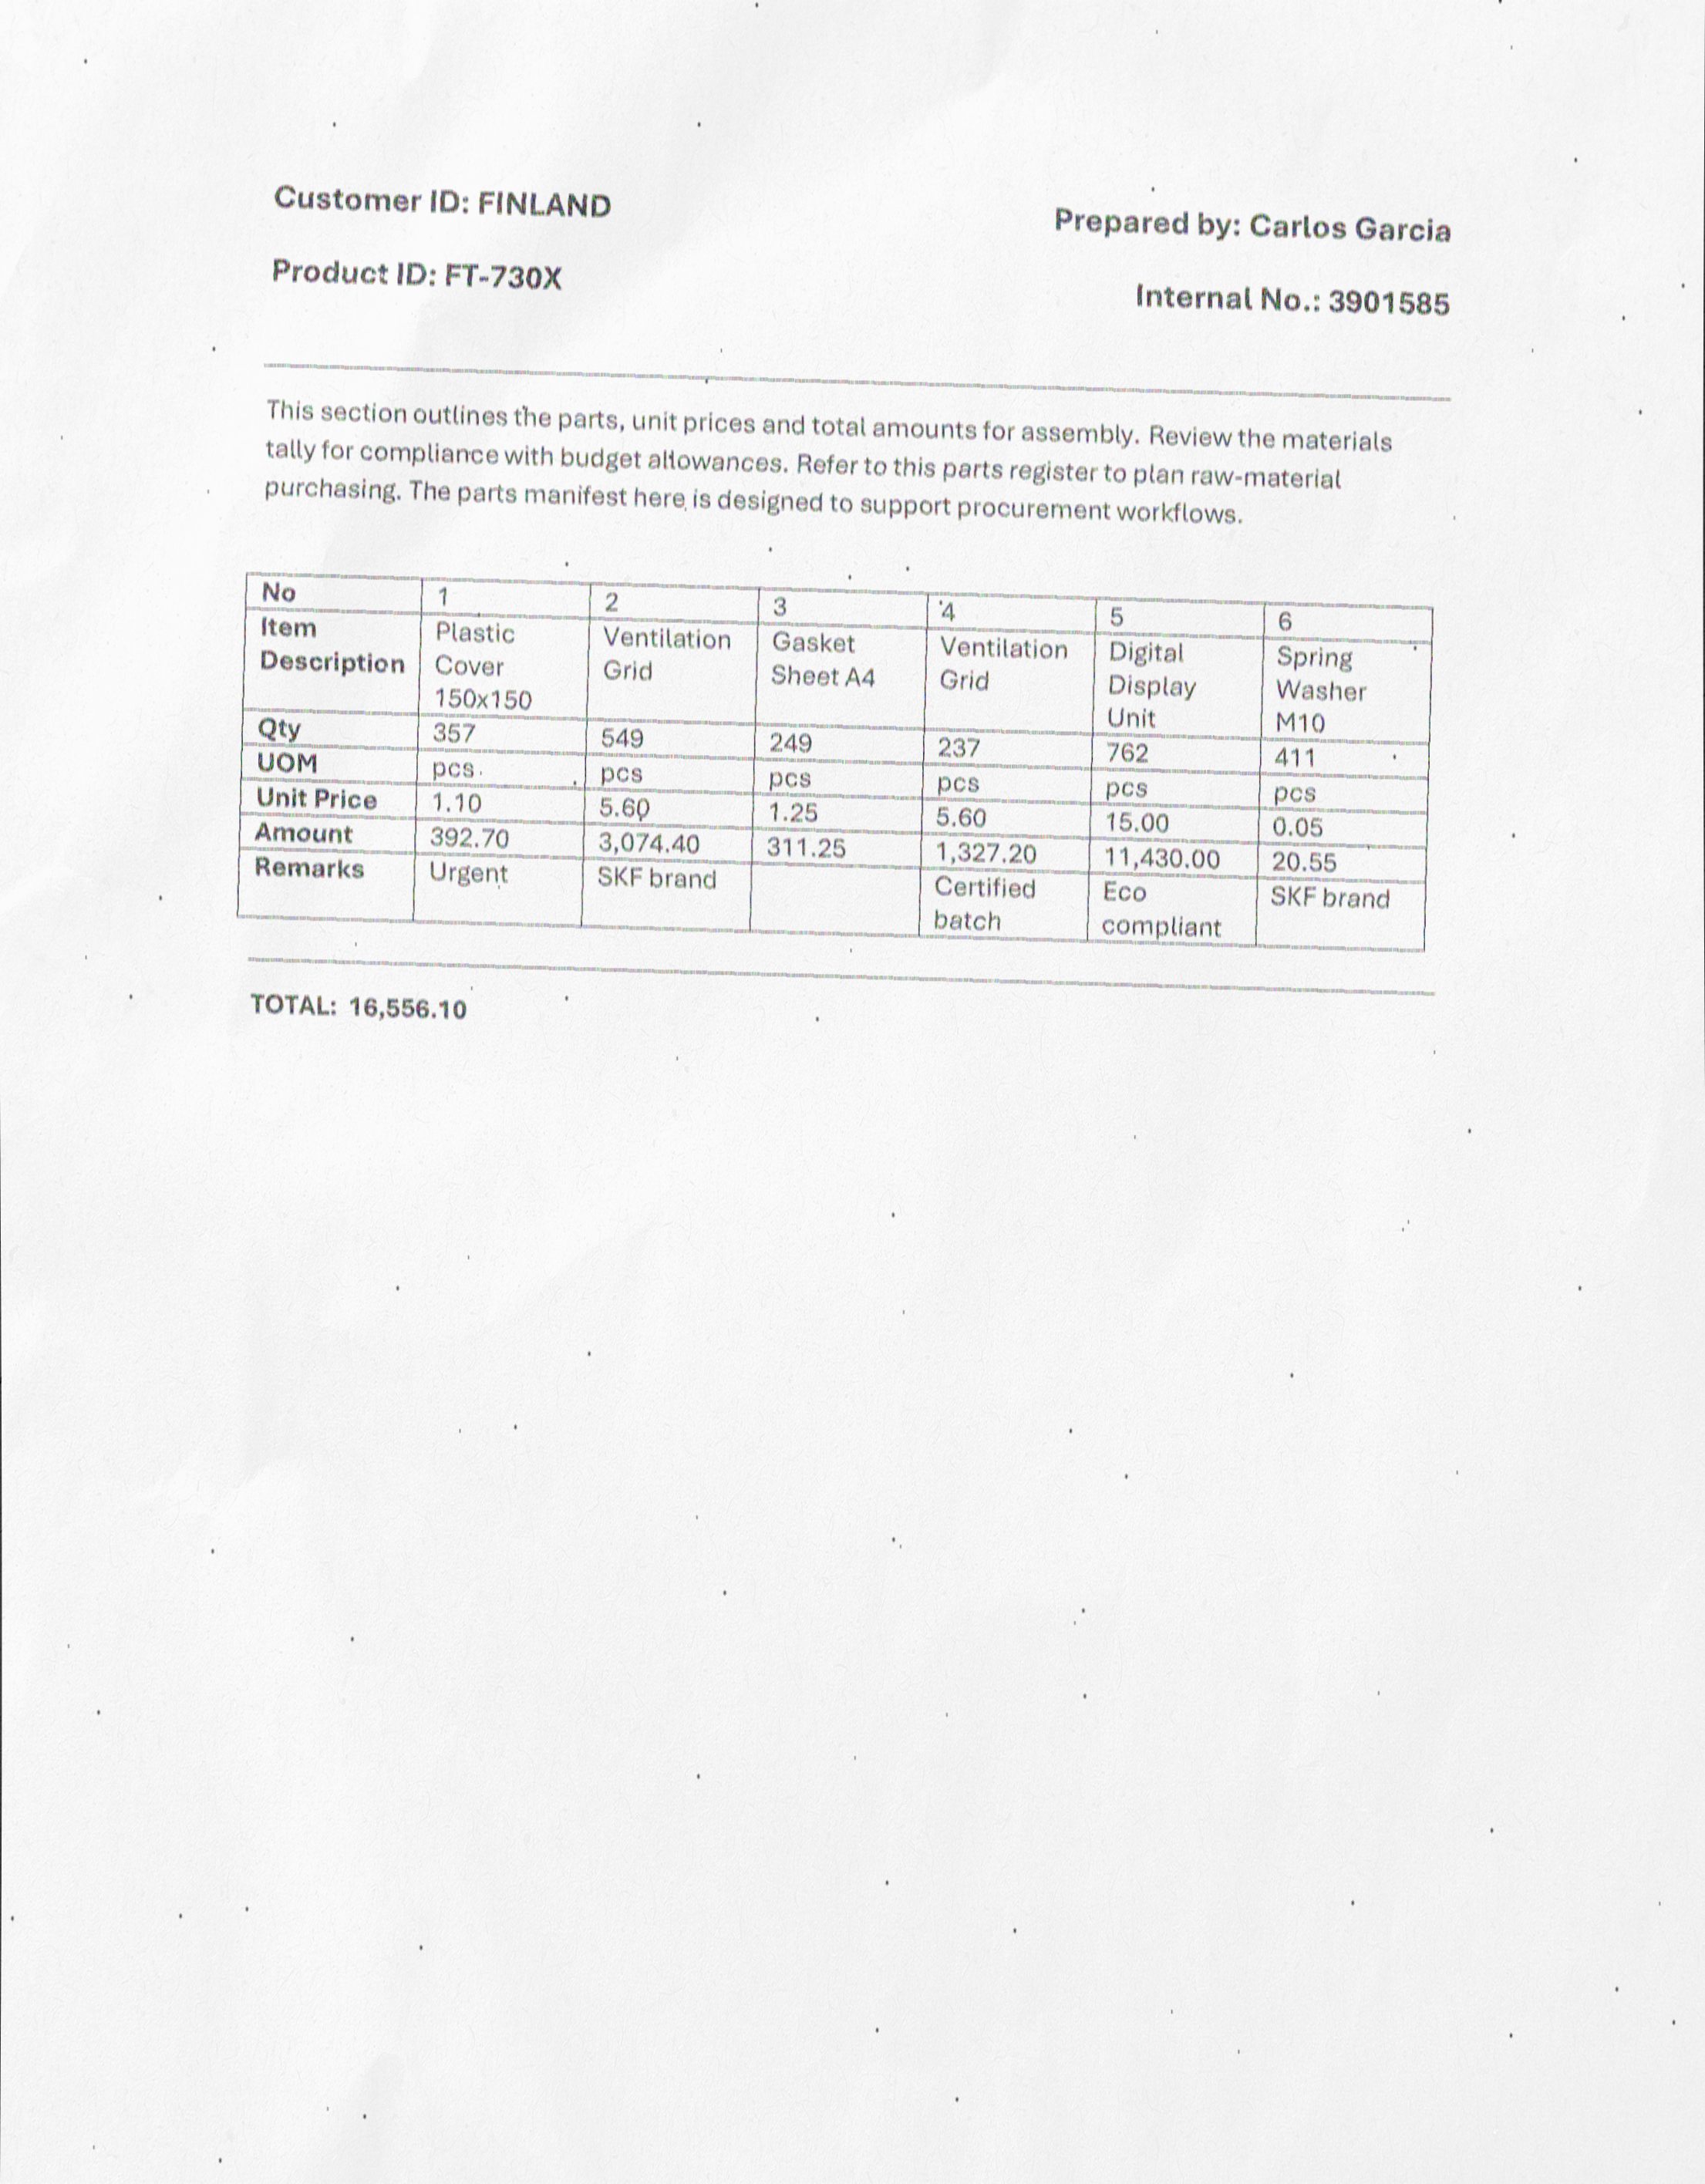 Customer ID: FINLAND
Product ID: FT-730X
Prepared by: Carlos Garcia
Internal No.: 3901585
This section outlines the parts, unit prices and total amounts for assembly. Review the materials
tally for compliance with budget allowances. Refer to this parts register to plan raw-material
purchasing. The parts manifest here is designed to support procurement workflows.
No 1 2 3 4 5 6
Item Description Plastic Cover 150x150 Ventilation Grid Gasket Sheet A4 Ventilation Grid Digital Display Unit Spring Washer M10
Qty 357 549 249 237 762 411
UOM pcs pcs pcs pcs pcs pcs
Unit Price 1.10 5.60 1.25 5.60 15.00 0.05
Amount 392.70 3,074.40 311.25 1,327.20 11,430.00 20.55
Remarks Urgent SKF brand Certified batch Eco compliant SKF brand
TOTAL: 16,556.10